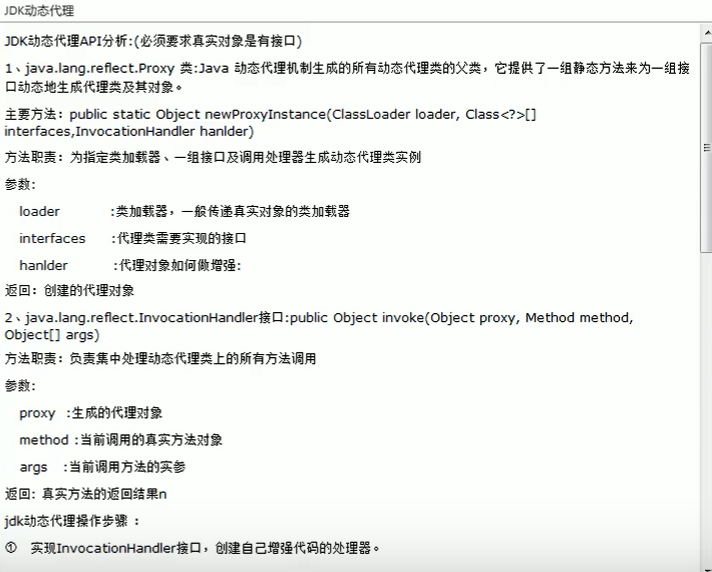 JDK动态代理
JDK动态代理API分析:(必须要求真实对象是有接口)
1、java.lang.reflect.Proxy 类:Java 动态代理机制生成的所有动态代理类的父类，它提供了一组静态方法来为一组接
口动态地生成代理类及其对象。
主要方法：public static Object newProxyInstance(ClassLoader loader, Class<?>[]
interfaces,InvocationHandler hanlder)
方法职责：为指定类加载器、一组接口及调用处理器生成动态代理类实例
参数:
loader :类加载器，一般传递真实对象的类加载器
interfaces :代理类需要实现的接口
hanlder :代理对象如何做增强:
返回：创建的代理对象
2、java.lang.reflect.InvocationHandler接口:public Object invoke(Object proxy, Method method,
Object[] args)
方法职责：负责集中处理动态代理类上的所有方法调用
参数:
proxy :生成的代理对象
method :当前调用的真实方法对象
args :当前调用方法的实参
返回: 真实方法的返回结果n
jdk动态代理操作步骤 ：
① 实现InvocationHandler接口，创建自己增强代码的处理器。